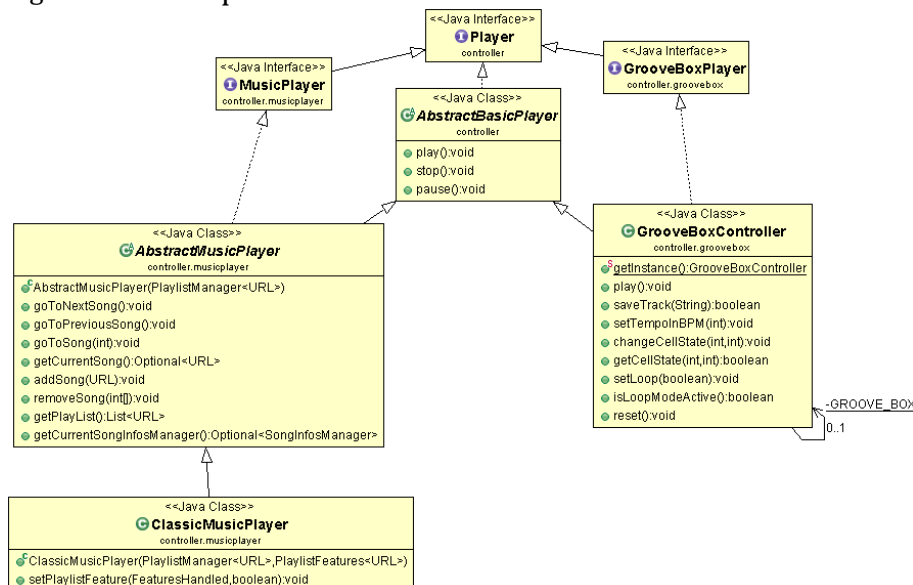 <<Java Interface>>
Player
controller
<<Java Interface>>
MusicPlayer
controller.musicplayer
<<Java Interface>>
GrooveBoxPlayer
controller.groovebox
<<Java Class>>
AbstractBasicPlayer
controller
play():void
stop():void
pause():void
<<Java Class>>
AbstractMusicPlayer
controller.musicplayer
AbstractMusicPlayer(PlaylistManager<URL>)
goToNextSong():void
goToPreviousSong():void
goToSong(int):void
getCurrentSong():Optional<URL>
addSong(URL):void
removeSong(int[]):void
getPlayList():List<URL>
getCurrentSongInfosManager():Optional<SongInfosManager>
<<Java Class>>
GrooveBoxController
controller.groovebox
getInstance():GrooveBoxController
play():void
saveTrack(String):boolean
setTempoInBPM(int):void
changeCellState(int,int):void
getCellState(int,int):boolean
setLoop(boolean):void
isLoopModeActive():boolean
reset():void
-GROOVE_BOX
0..1
<<Java Class>>
ClassicMusicPlayer
controller.musicplayer
ClassicMusicPlayer(PlaylistManager<URL>,PlaylistFeatures<URL>)
setPlaylistFeature(FeaturesHandled,boolean):void